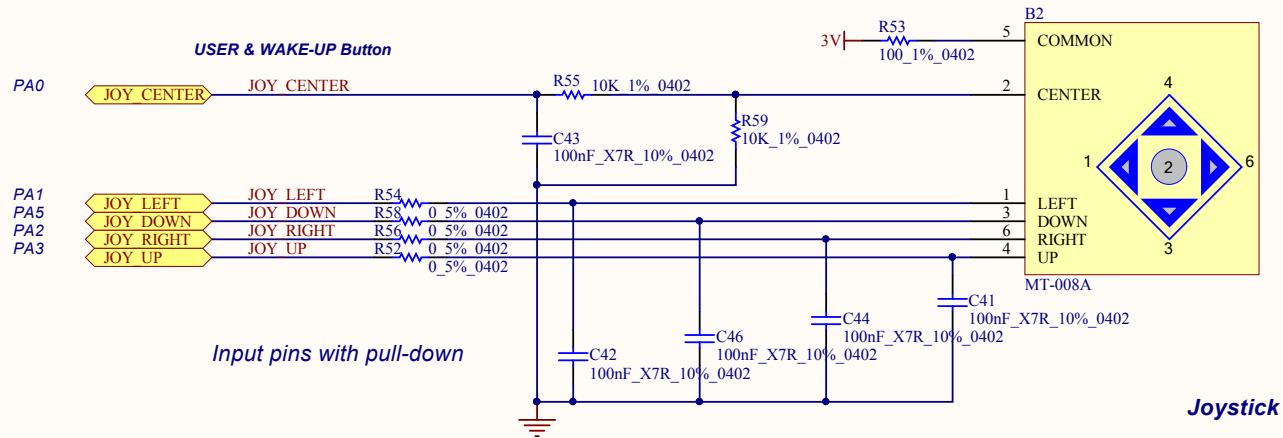 B2
USER & WAKE-UP Button
3V
R53
100_1%_0402
5
COMMON
PA0
JOY_CENTER
JOY_CENTER
R55
10K_1%_0402
2
CENTER
R59
10K_1%_0402
C43
100nF_X7R_10%_0402
4
1
2
6
3
PA1
JOY_LEFT
JOY_LEFT
R54
1
LEFT
PA5
JOY_DOWN
JOY_DOWN
R58
0_5%_0402
3
DOWN
PA2
JOY_RIGHT
JOY_RIGHT
R56
0_5%_0402
6
RIGHT
PA3
JOY_UP
JOY_UP
R52
0_5%_0402
4
UP
0_5%_0402
MT-008A
C41
100nF_X7R_10%_0402
C44
100nF_X7R_10%_0402
C46
100nF_X7R_10%_0402
C42
100nF_X7R_10%_0402
Input pins with pull-down
Joystick